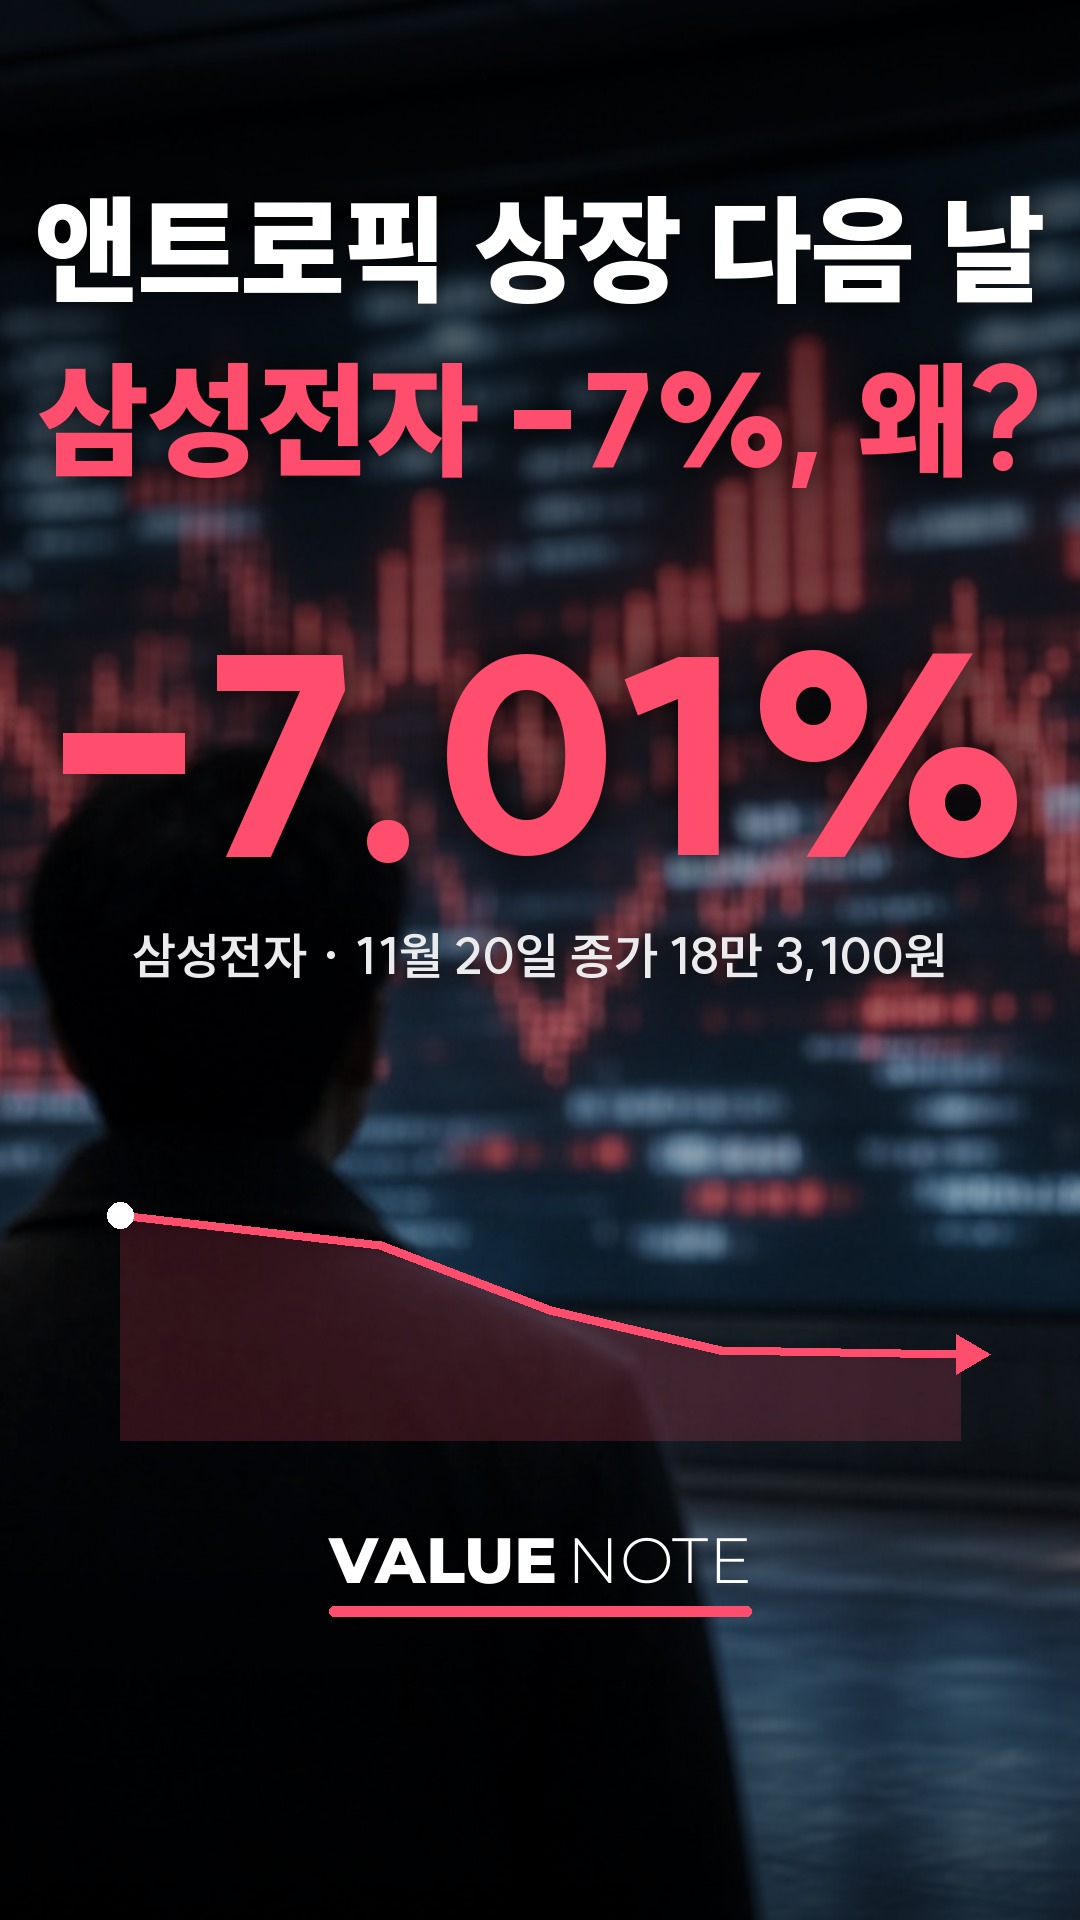 앤트로픽 상장 다음 날
삼성전자 -7%, 왜?
-7.01%
삼성전자 · 11월 20일 종가 18만 3,100원
VALUE NOTE